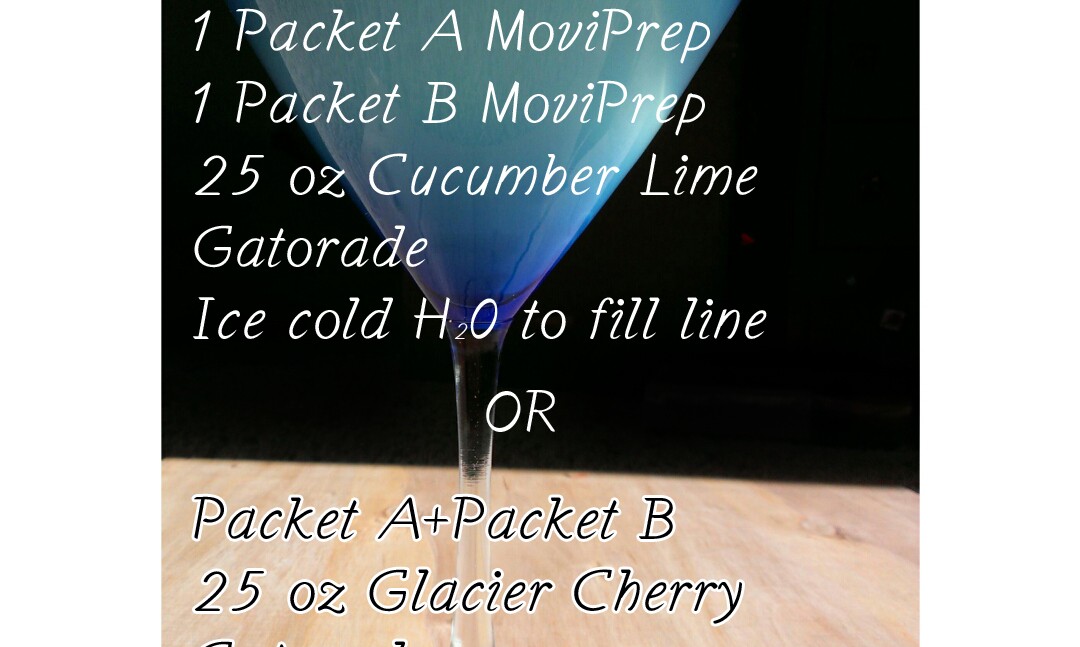 1 Packet A MoviPrep
1 Packet B MoviPrep
25 oz Cucumber Lime
Gatorade
Ice cold H₂O to fill line
OR
Packet A+Packet B
25 oz Glacier Cherry